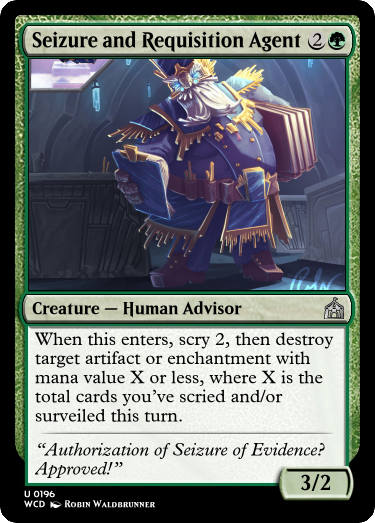 Seizure and Requisition Agent 2
Creature — Human Advisor
When this enters, scry 2, then destroy
target artifact or enchantment with
mana value X or less, where X is the
total cards you've scried and/or
surveiled this turn.
“Authorization of Seizure of Evidence?
Approved!”
3/2
U 0196
WCD Robin Waldbrunner